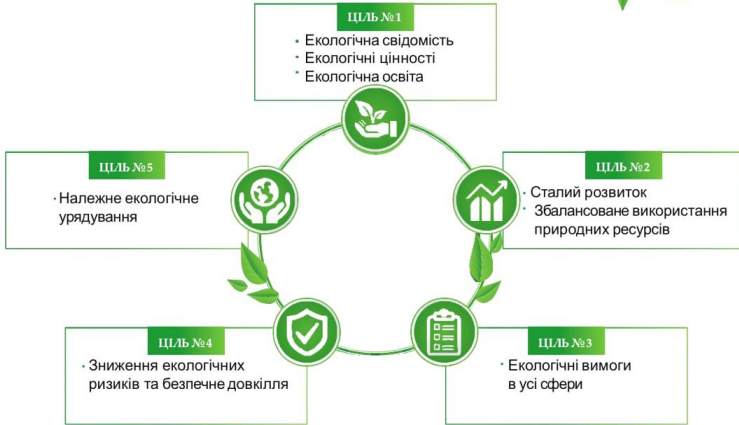 ЦІЛЬ №1
• Екологічна свідомість
• Екологічні цінності
• Екологічна освіта
ЦІЛЬ №5
• Належне екологічне
урядування
ЦІЛЬ №2
• Сталий розвиток
• Збалансоване використання
природних ресурсів
ЦІЛЬ №4
• Зниження екологічних
ризиків та безпечне довкілля
ЦІЛЬ №3
• Екологічні вимоги
в усі сфери